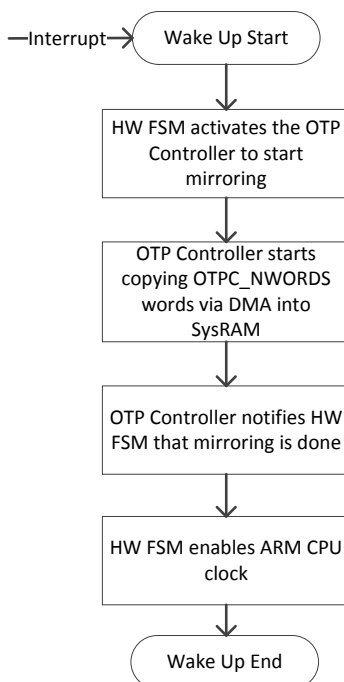 Interrupt
Wake Up Start
HW FSM activates the OTP
Controller to start
mirroring
OTP Controller starts
copying OTPC_NWORDS
words via DMA into
SysRAM
OTP Controller notifies HW
FSM that mirroring is done
HW FSM enables ARM CPU
clock
Wake Up End